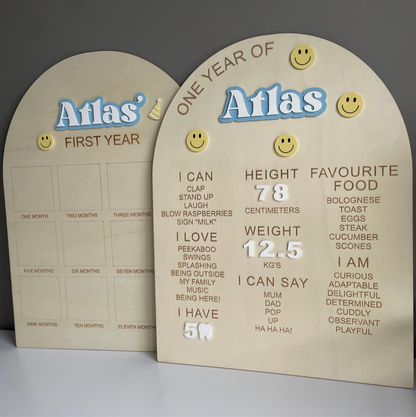 Atlas'
FIRST YEAR
ONE MONTH
TWO MONTHS
THREE MONTHS
FIVE MONTHS
SIX MONTHS
SEVEN MONTHS
NINE MONTHS
TEN MONTHS
ELEVEN MONTHS
ONE YEAR OF
Atlas
I CAN
CLAP
STAND UP
LAUGH
BLOW RASPBERRIES
SIGN "MILK"
I LOVE
PEEKABOO
SWINGS
SPLASHING
BEING OUTSIDE
MY FAMILY
MUSIC
BEING HERE!
I HAVE
5
HEIGHT
78
CENTIMETERS
WEIGHT
12.5
KG'S
I CAN SAY
MUM
DAD
POP
UP
HA HA HA!
FAVOURITE
FOOD
BOLOGNESE
TOAST
EGGS
STEAK
CUCUMBER
SCONES
I AM
CURIOUS
ADAPTABLE
DELIGHTFUL
DETERMINED
CUDDLY
OBSERVANT
PLAYFUL